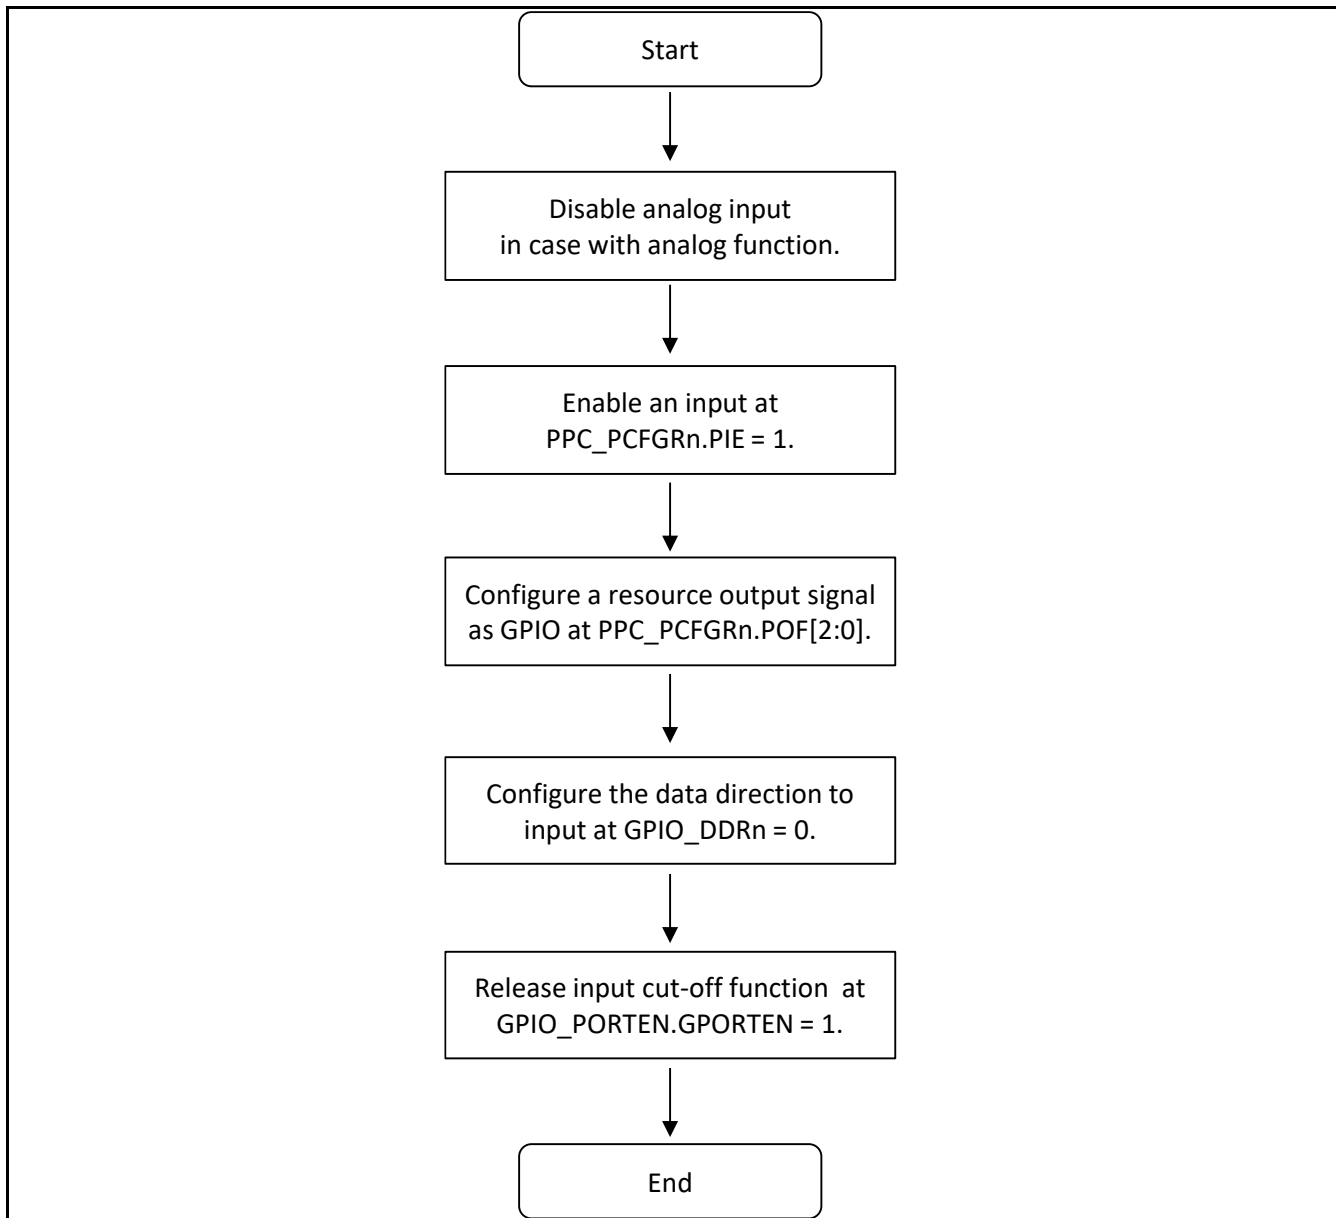 Start
Disable analog input
in case with analog function.
Enable an input at
PPC_PCFGRn.PIE = 1.
Configure a resource output signal
as GPIO at PPC_PCFGRn.POF[2:0].
Configure the data direction to
input at GPIO_DDRn = 0.
Release input cut-off function  at
GPIO_PORTEN.GPORTEN = 1.
End